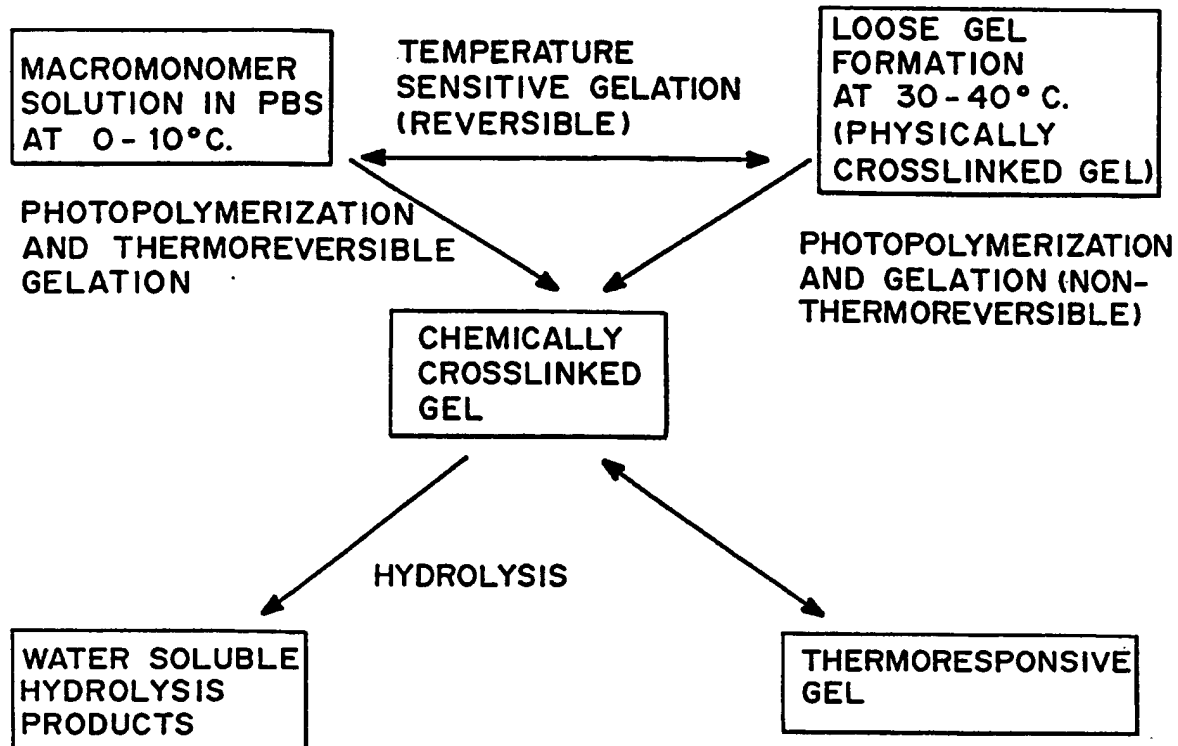 MACROMONOMER
SOLUTION IN PBS
AT 0-10°C.
TEMPERATURE
SENSITIVE GELATION
(REVERSIBLE)
LOOSE GEL
FORMATION
AT 30-40°C.
(PHYSICALLY
CROSSLINKED GEL)
PHOTOPOLYMERIZATION
AND THERMOREVERSIBLE
GELATION
PHOTOPOLYMERIZATION
AND GELATION (NON-
THERMOREVERSIBLE)
CHEMICALLY
CROSSLINKED
GEL
HYDROLYSIS
WATER SOLUBLE
HYDROLYSIS
PRODUCTS
THERMORESPONSIVE
GEL